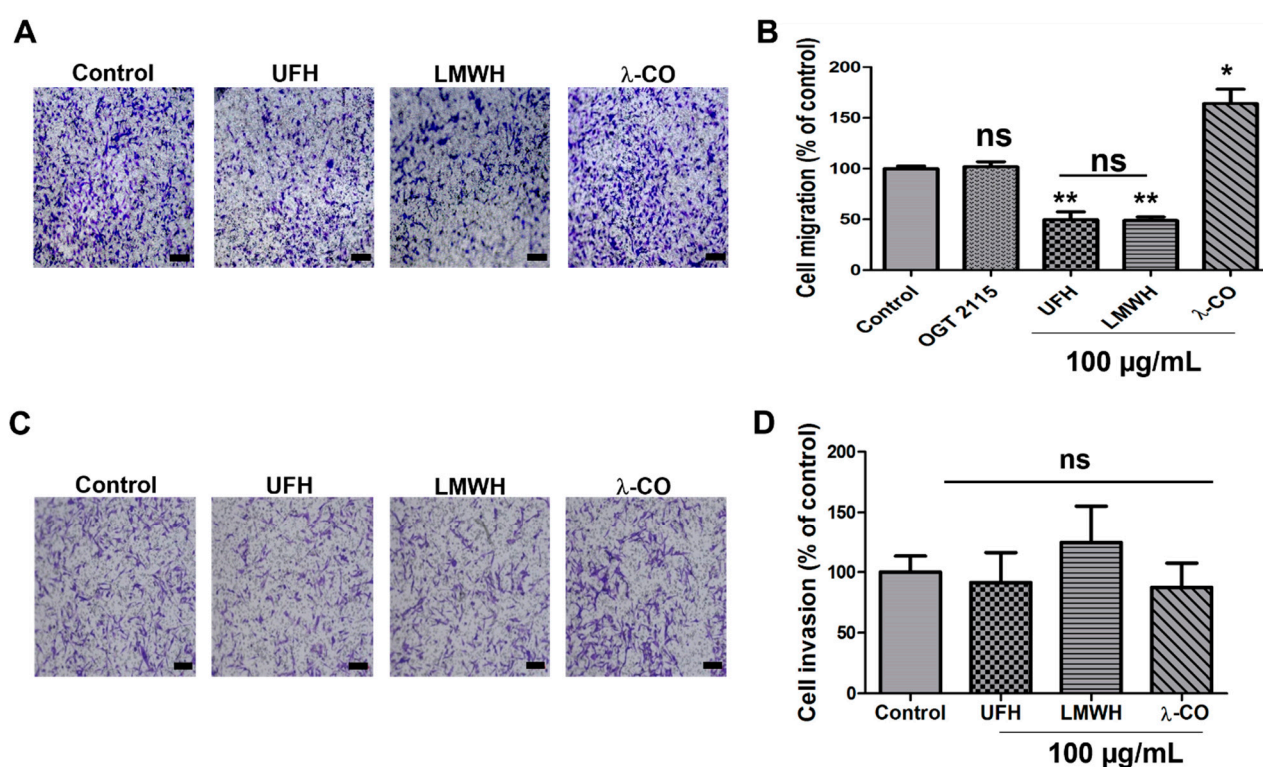 A
Control UFH LMWH λ-CO
B
Cell migration (% of control)
200
150
100
50
0
ns
ns
** **
*
Control OGT 2115 UFH LMWH λ-CO
100 µg/mL
C
Control UFH LMWH λ-CO
D
Cell invasion (% of control)
200
150
100
50
0
ns
Control UFH LMWH λ-CO
100 µg/mL